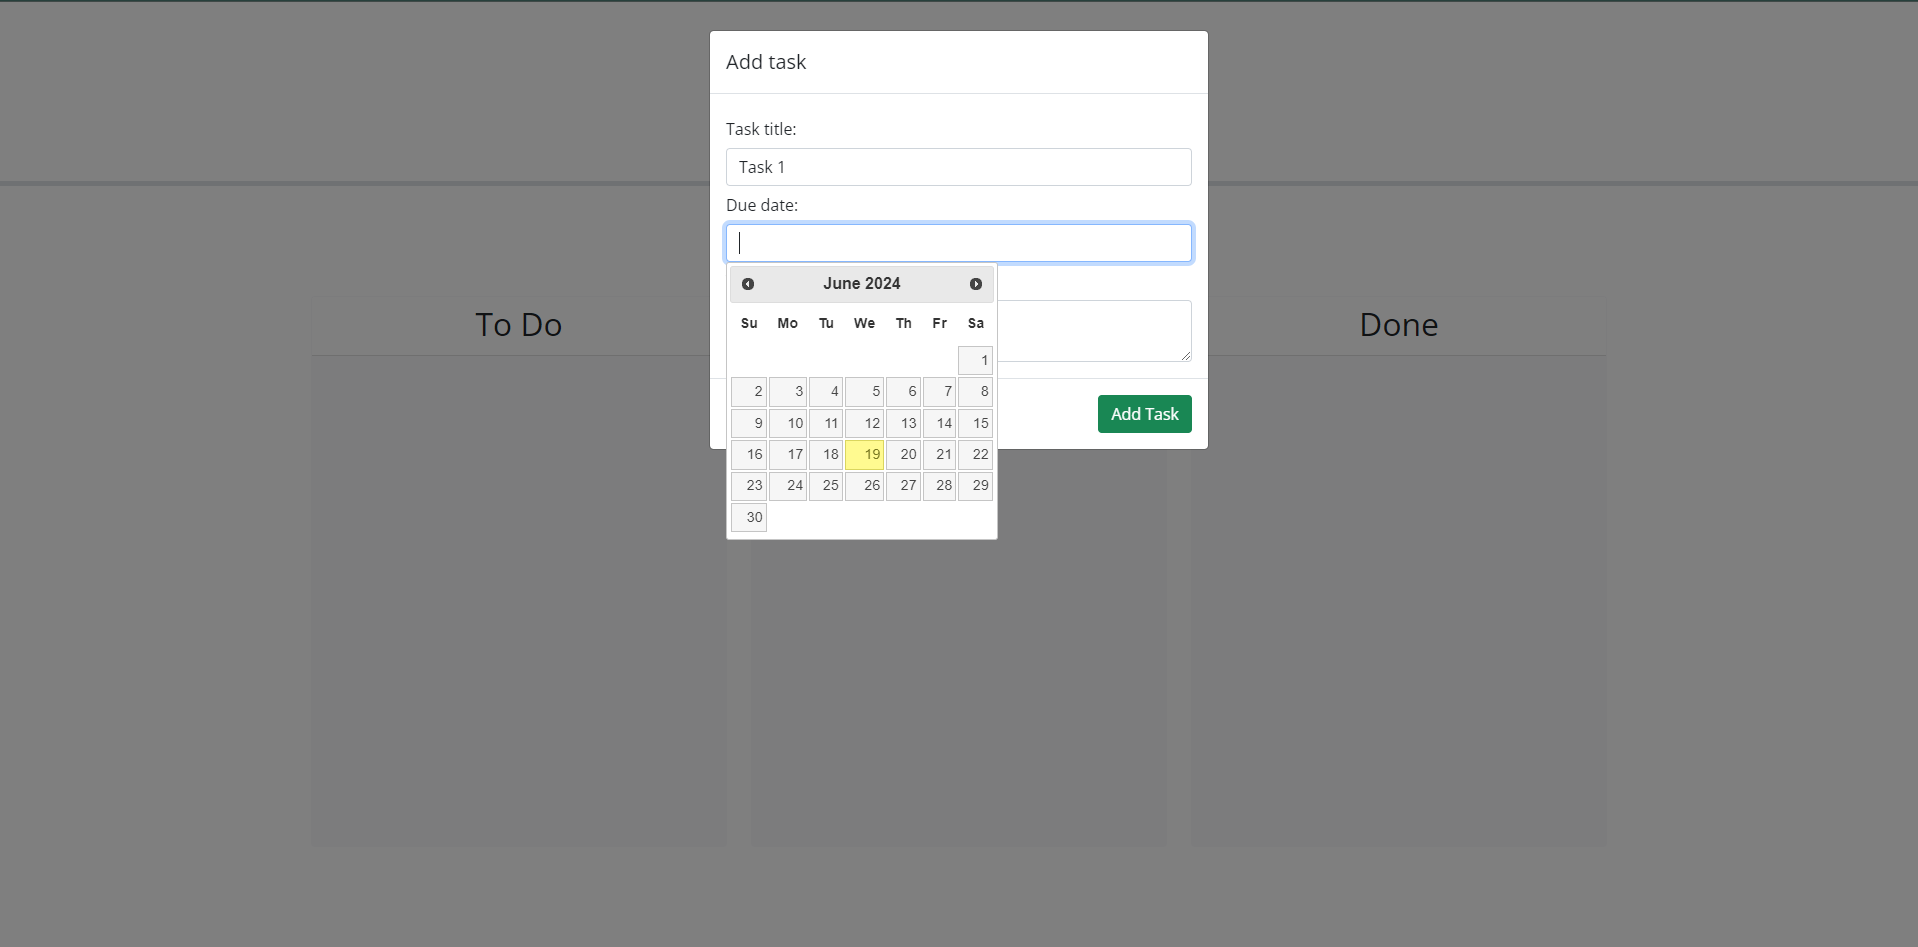 Add task
Task title:
Task 1
Due date:
June 2024
Su Mo Tu We Th Fr Sa
1
2 3 4 5 6 7 8
9 10 11 12 13 14 15
16 17 18 19 20 21 22
23 24 25 26 27 28 29
30
Add Task
To Do
Done